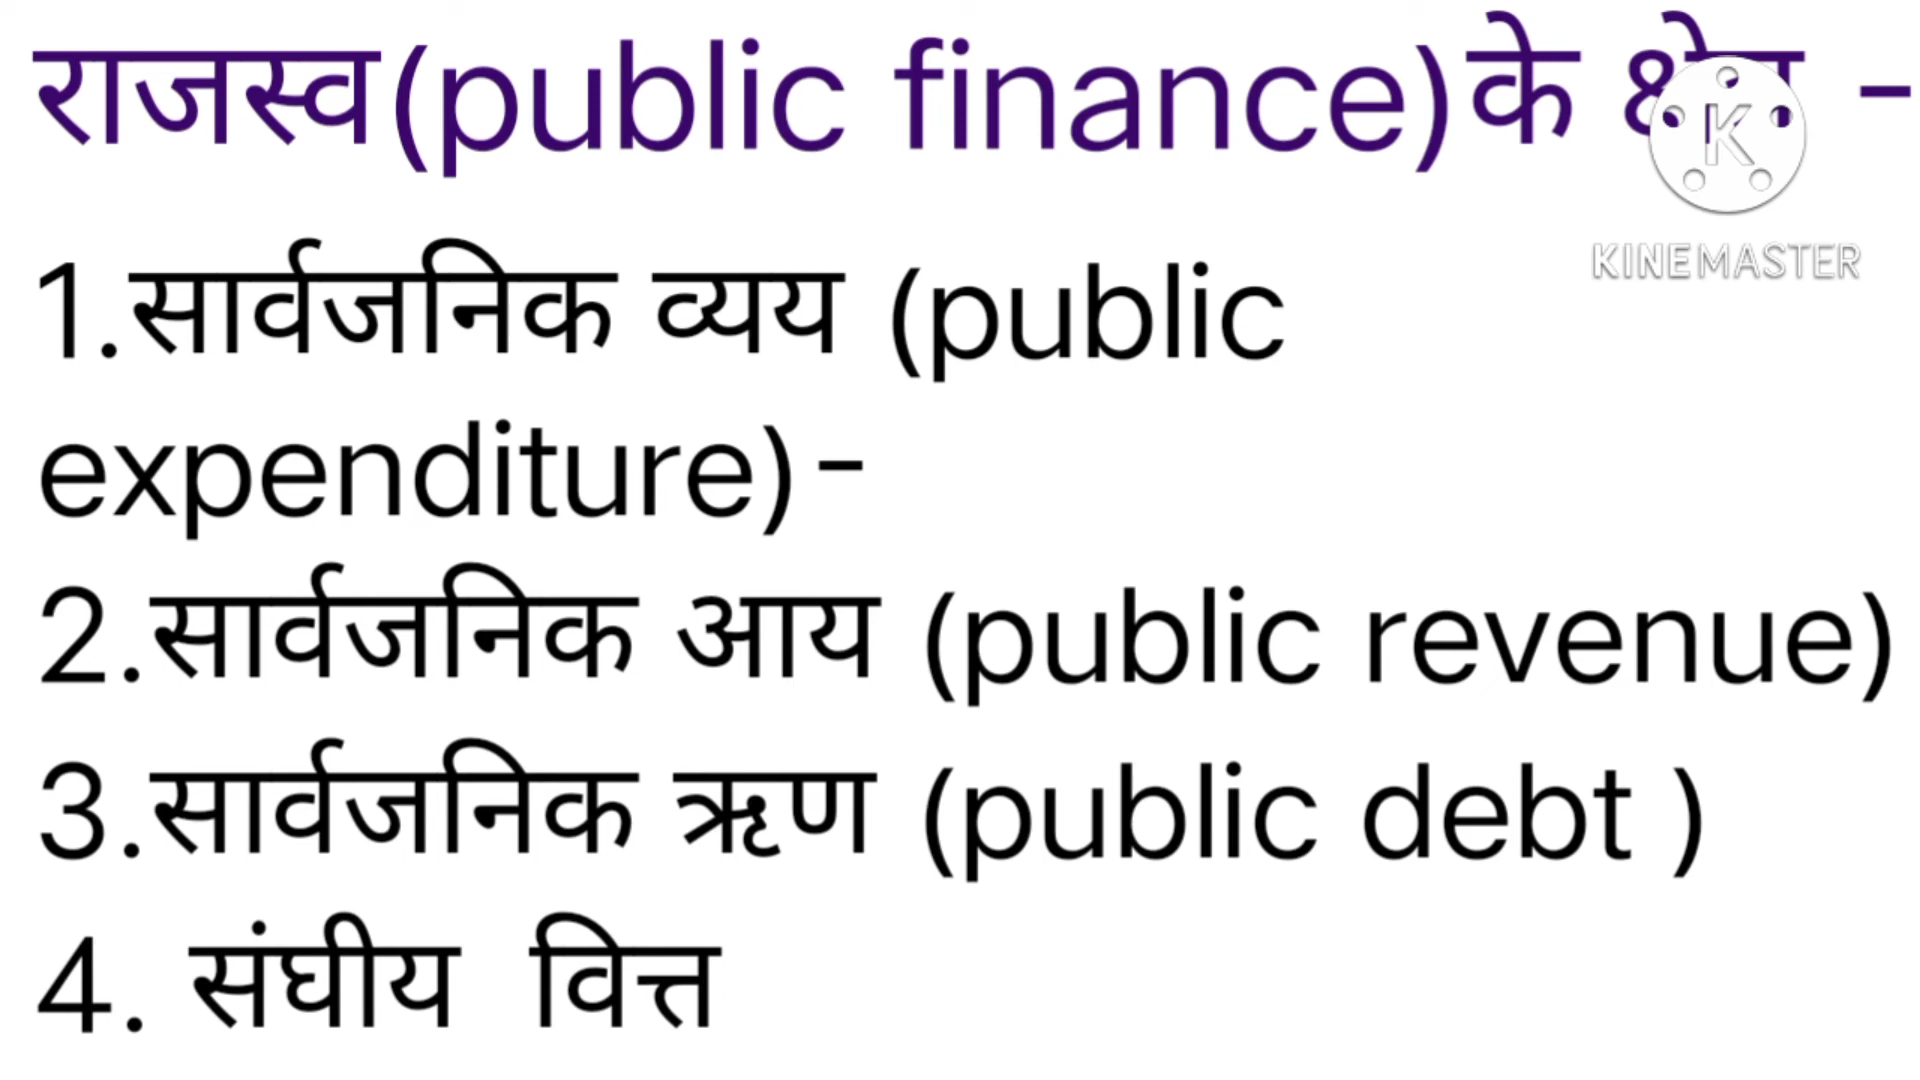 राजस्व(public finance)के -
K
KINEMASTER
1.सार्वजनिक व्यय (public
expenditure)-
2.सार्वजनिक आय (public revenue)
3.सार्वजनिक ऋण (public debt )
4. संघीय वित्त